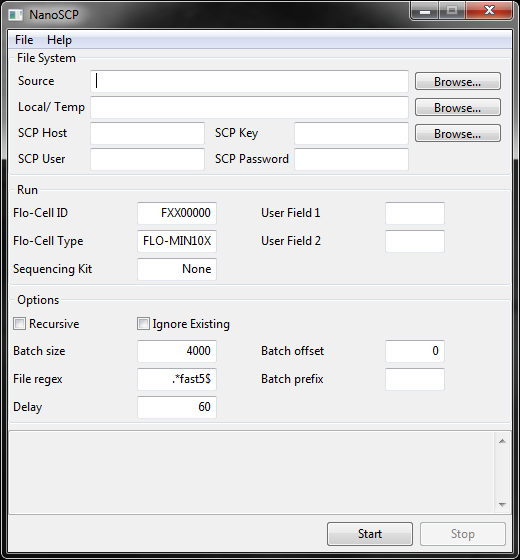 NanoSCP
File Help
File System
Source Browse...
Local/ Temp Browse...
SCP Host SCP Key Browse...
SCP User SCP Password
Run
Flo-Cell ID FXX00000 User Field 1
Flo-Cell Type FLO-MIN10X User Field 2
Sequencing Kit None
Options
Recursive Ignore Existing
Batch size 4000 Batch offset 0
File regex .*fast5$ Batch prefix
Delay 60
Start Stop